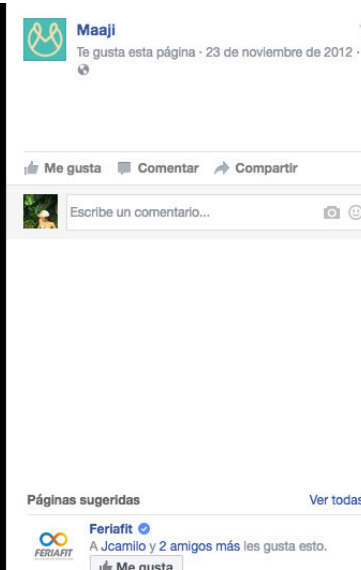 Maaji
Te gusta esta página · 23 de noviembre de 2012 ·
Me gusta Comentar Compartir
Escribe un comentario...
Páginas sugeridas Ver todas
Feriafit
FERIAFIT
A Jcamilo y 2 amigos más les gusta esto.
Me gusta